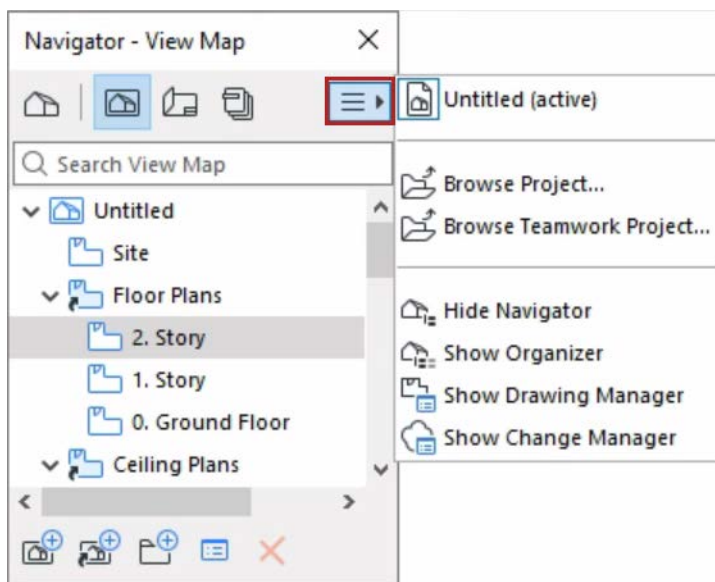 Navigator - View Map
Untitled (active)
Search View Map
Browse Project...
Untitled
Browse Teamwork Project...
Site
Floor Plans
Hide Navigator
2. Story
Show Organizer
1. Story
Show Drawing Manager
0. Ground Floor
Show Change Manager
Ceiling Plans